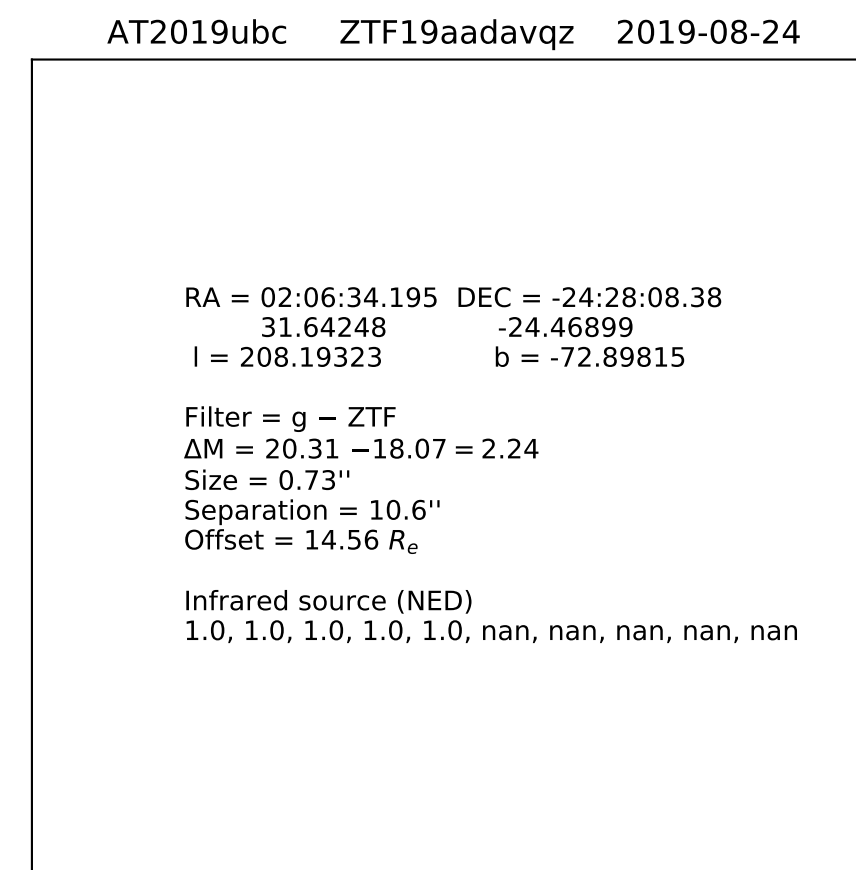 AT2019ubc ZTF19aadavqz 2019-08-24
RA = 02:06:34.195 DEC = -24:28:08.38
31.64248 -24.46899
l = 208.19323 b = -72.89815
Filter = g − ZTF
ΔM = 20.31 −18.07 = 2.24
Size = 0.73''
Separation = 10.6''
Offset = 14.56 Rₑ
Infrared source (NED)
1.0, 1.0, 1.0, 1.0, 1.0, nan, nan, nan, nan, nan